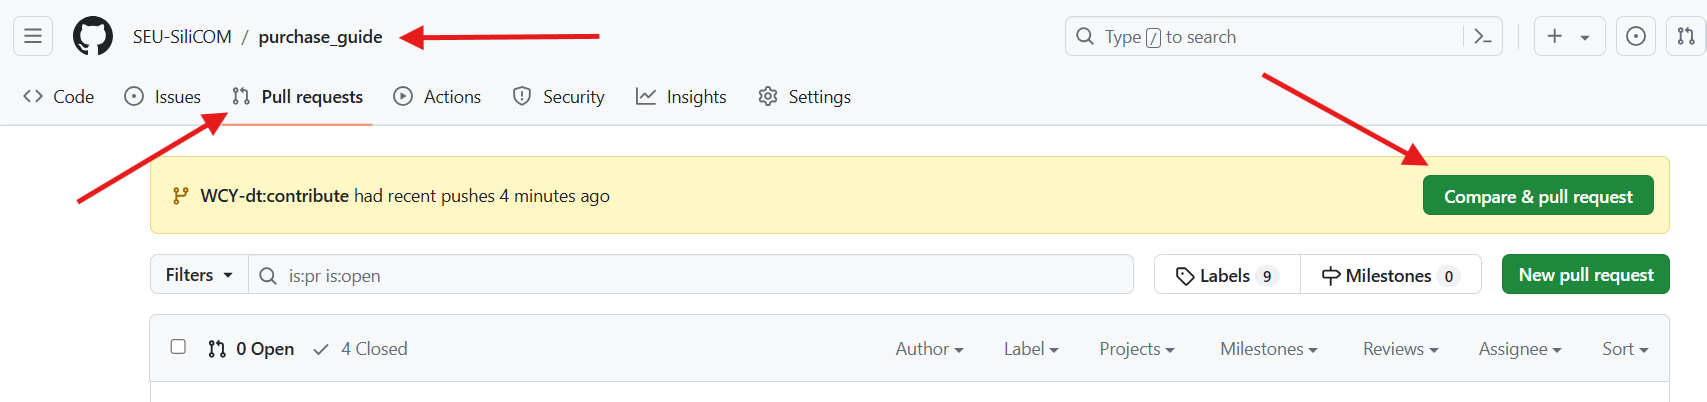 SEU-SiliCOM / purchase_guide
Type / to search
Code Issues Pull requests Actions Security Insights Settings
WCY-dt:contribute had recent pushes 4 minutes ago
Compare & pull request
Filters is:pr is:open Labels 9 Milestones 0 New pull request
0 Open 4 Closed Author Label Projects Milestones Reviews Assignee Sort